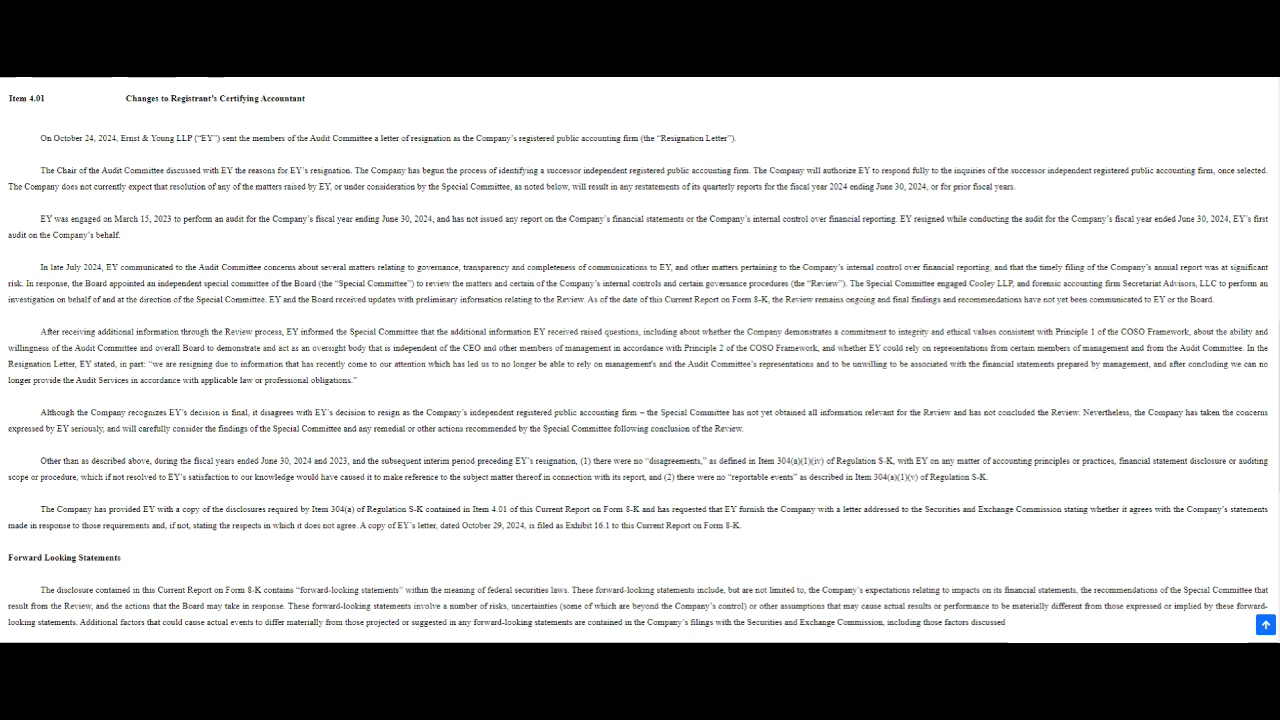 Item 4.01 Changes to Registrant's Certifying Accountant
On October 24, 2024, Ernst & Young LLP ("EY") sent the members of the Audit Committee a letter of resignation as the Company's registered public accounting firm (the "Resignation Letter").
The Chair of the Audit Committee discussed with EY the reasons for EY's resignation. The Company has begun the process of identifying a successor independent registered public accounting firm. The Company will authorize EY to respond fully to the inquiries of the successor independent registered public accounting firm, once selected.
The Company does not currently expect that resolution of any of the matters raised by EY, or under consideration by the Special Committee, as noted below, will result in any restatements of its quarterly reports for the fiscal year 2024 ending June 30, 2024, or for prior fiscal years.
EY was engaged on March 15, 2023 to perform an audit for the Company's fiscal year ending June 30, 2024, and has not issued any report on the Company's financial statements or the Company's internal control over financial reporting. EY resigned while conducting the audit for the Company's fiscal year ended June 30, 2024, EY's first
audit on the Company's behalf.
In late July 2024, EY communicated to the Audit Committee concerns about several matters relating to governance, transparency and completeness of communications to EY, and other matters pertaining to the Company's internal control over financial reporting, and that the timely filing of the Company's annual report was at significant
risk. In response, the Board appointed an independent special committee of the Board (the "Special Committee") to review the matters and certain of the Company's internal controls and certain governance procedures (the "Review"). The Special Committee engaged Cooley LLP, and forensic accounting firm Secretariat Advisors, LLC to perform an
investigation on behalf of and at the direction of the Special Committee. EY and the Board received updates with preliminary information relating to the Review. As of the date of this Current Report on Form 8-K, the Review remains ongoing and final findings and recommendations have not yet been communicated to EY or the Board.
After receiving additional information through the Review process, EY informed the Special Committee that the additional information EY received raised questions, including about whether the Company demonstrates a commitment to integrity and ethical values consistent with Principle 1 of the COSO Framework, about the ability and
willingness of the Audit Committee and overall Board to demonstrate and act as an oversight body that is independent of the CEO and other members of management in accordance with Principle 2 of the COSO Framework, and whether EY could rely on representations from certain members of management and from the Audit Committee. In the
Resignation Letter, EY stated, in part: "we are resigning due to information that has recently come to our attention which has led us to no longer be able to rely on management's and the Audit Committee's representations and to be unwilling to be associated with the financial statements prepared by management, and after concluding we can no
longer provide the Audit Services in accordance with applicable law or professional obligations."
Although the Company recognizes EY's decision is final, it disagrees with EY's decision to resign as the Company's independent registered public accounting firm – the Special Committee has not yet obtained all information relevant for the Review and has not concluded the Review. Nevertheless, the Company has taken the concerns
expressed by EY seriously, and will carefully consider the findings of the Special Committee and any remedial or other actions recommended by the Special Committee following conclusion of the Review.
Other than as described above, during the fiscal years ended June 30, 2024 and 2023, and the subsequent interim period preceding EY's resignation, (1) there were no "disagreements," as defined in Item 304(a)(1)(iv) of Regulation S-K, with EY on any matter of accounting principles or practices, financial statement disclosure or auditing
scope or procedure, which if not resolved to EY's satisfaction to our knowledge would have caused it to make reference to the subject matter thereof in connection with its report, and (2) there were no "reportable events" as described in Item 304(a)(1)(v) of Regulation S-K.
The Company has provided EY with a copy of the disclosures required by Item 304(a) of Regulation S-K contained in Item 4.01 of this Current Report on Form 8-K and has requested that EY furnish the Company with a letter addressed to the Securities and Exchange Commission stating whether it agrees with the Company's statements
made in response to those requirements and, if not, stating the respects in which it does not agree. A copy of EY's letter, dated October 29, 2024, is filed as Exhibit 16.1 to this Current Report on Form 8-K.
Forward Looking Statements
The disclosure contained in this Current Report on Form 8-K contains "forward-looking statements" within the meaning of federal securities laws. These forward-looking statements include, but are not limited to, the Company's expectations relating to impacts on its financial statements, the recommendations of the Special Committee that
result from the Review, and the actions that the Board may take in response. These forward-looking statements involve a number of risks, uncertainties (some of which are beyond the Company's control) or other assumptions that may cause actual results or performance to be materially different from those expressed or implied by these forward-
looking statements. Additional factors that could cause actual events to differ materially from those projected or suggested in any forward-looking statements are contained in the Company's filings with the Securities and Exchange Commission, including those factors discussed